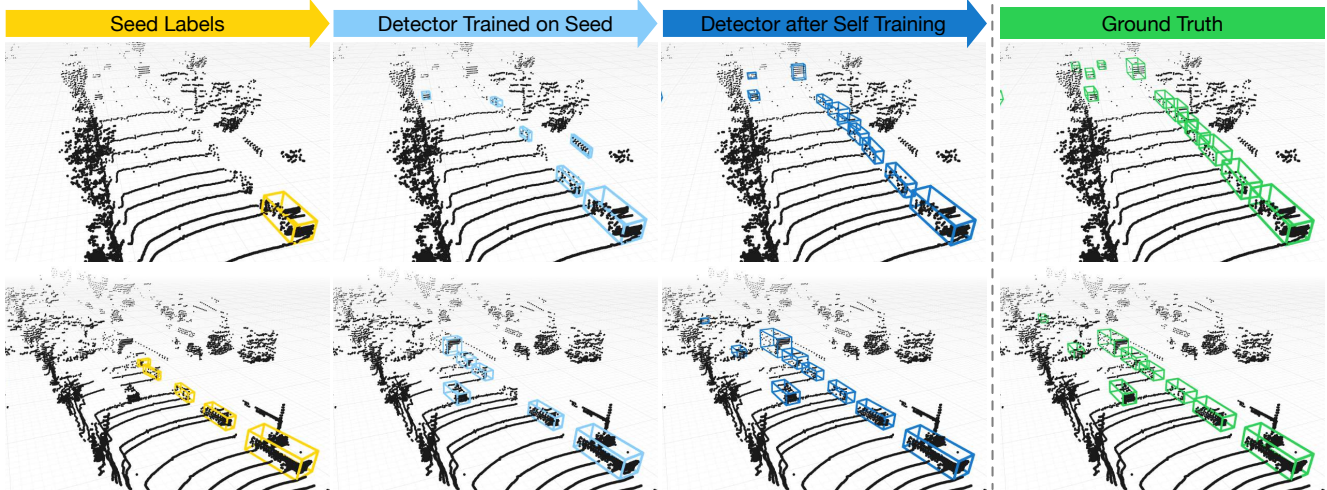 Seed Labels
Detector Trained on Seed
Detector after Self Training
Ground Truth